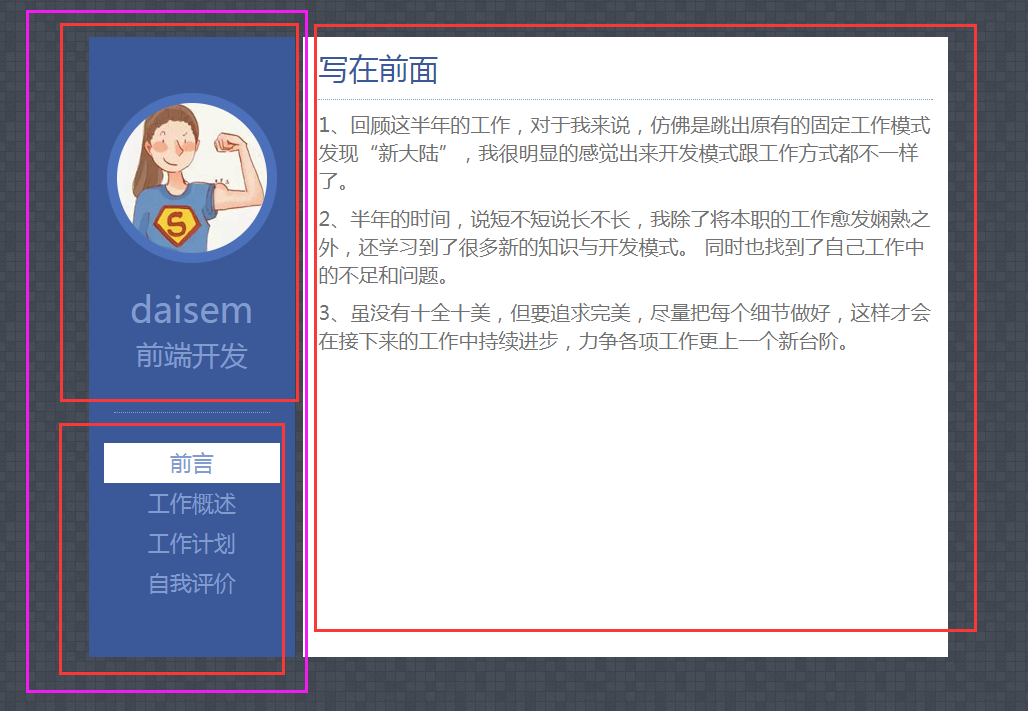 daisem
前端开发
前言
工作概述
工作计划
自我评价
写在前面
1、回顾这半年的工作，对于我来说，仿佛是跳出原有的固定工作模式
发现“新大陆”，我很明显的感觉出来开发模式跟工作方式都不一样
了。
2、半年的时间，说短不短说长不长，我除了将本职的工作愈发娴熟之
外，还学习到了很多新的知识与开发模式。 同时也找到了自己工作中
的不足和问题。
3、虽没有十全十美，但要追求完美，尽量把每个细节做好，这样才会
在接下来的工作中持续进步，力争各项工作更上一个新台阶。
S